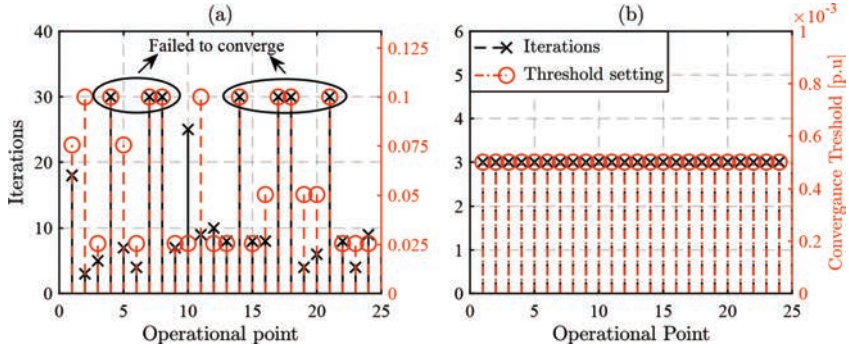 (a)
(b)
× 10⁻³
Failed to converge
Iterations
Threshold setting
40
30
20
10
0
0.125
0.1
0.075
0.05
0.025
0
6
5
4
3
2
1
0
1
0.8
0.6
0.4
0.2
0
Iterations
Convergance Treshold [p.u]
0 5 10 15 20 25
0 5 10 15 20 25
Operational point
Operational Point